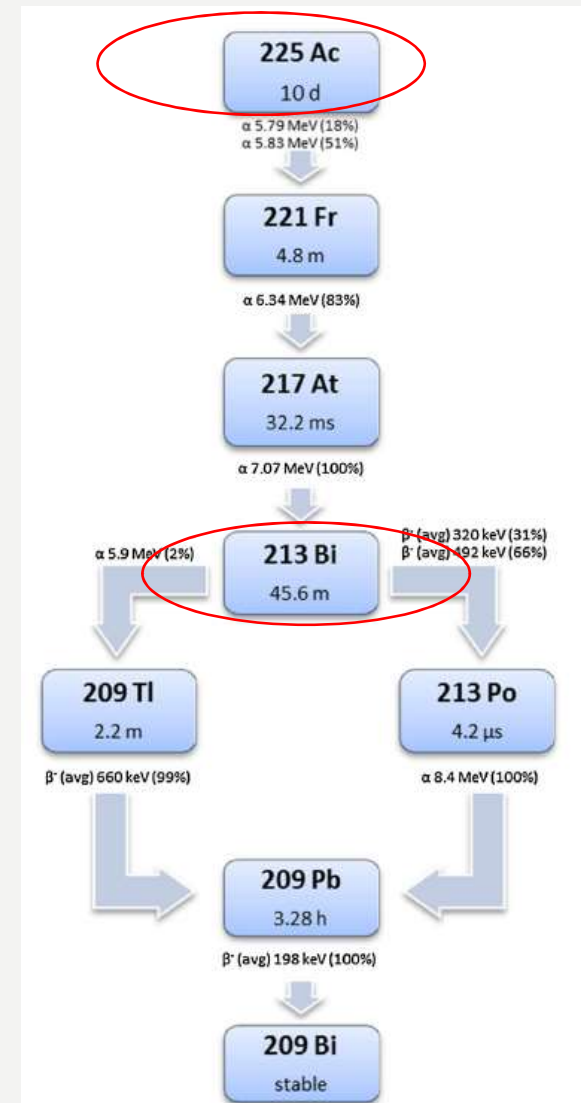 225 Ac
10 d
α 5.79 MeV (18%)
α 5.83 MeV (51%)
221 Fr
4.8 m
α 6.34 MeV (83%)
217 At
32.2 ms
α 7.07 MeV (100%)
α 5.9 MeV (2%)
213 Bi
45.6 m
β⁻ (avg) 320 keV (31%)
β⁻ (avg) 492 keV (66%)
209 Tl
2.2 m
β⁻ (avg) 660 keV (99%)
213 Po
4.2 µs
α 8.4 MeV (100%)
209 Pb
3.28 h
β⁻ (avg) 198 keV (100%)
209 Bi
stable